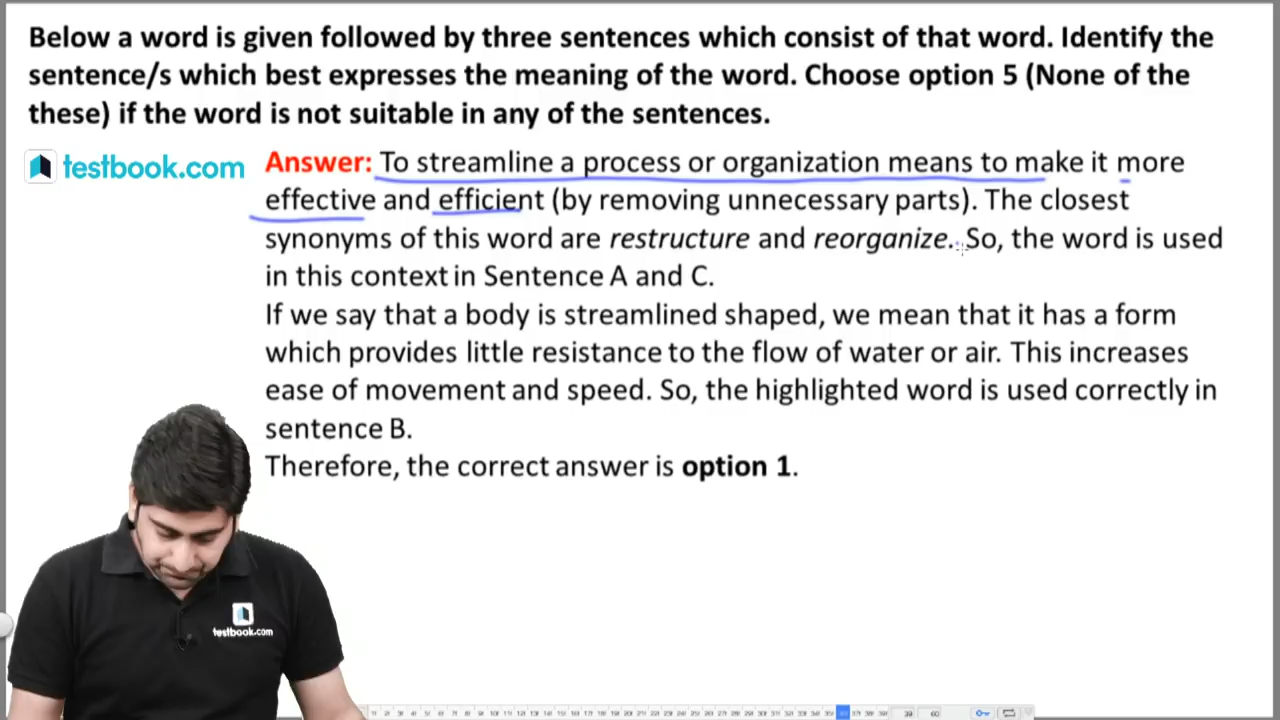 Below a word is given followed by three sentences which consist of that word. Identify the
sentence/s which best expresses the meaning of the word. Choose option 5 (None of the
these) if the word is not suitable in any of the sentences.
testbook.com
Answer: To streamline a process or organization means to make it more
effective and efficient (by removing unnecessary parts). The closest
synonyms of this word are restructure and reorganize. So, the word is used
in this context in Sentence A and C.
If we say that a body is streamlined shaped, we mean that it has a form
which provides little resistance to the flow of water or air. This increases
ease of movement and speed. So, the highlighted word is used correctly in
sentence B.
Therefore, the correct answer is option 1.
testbook.com
39 60